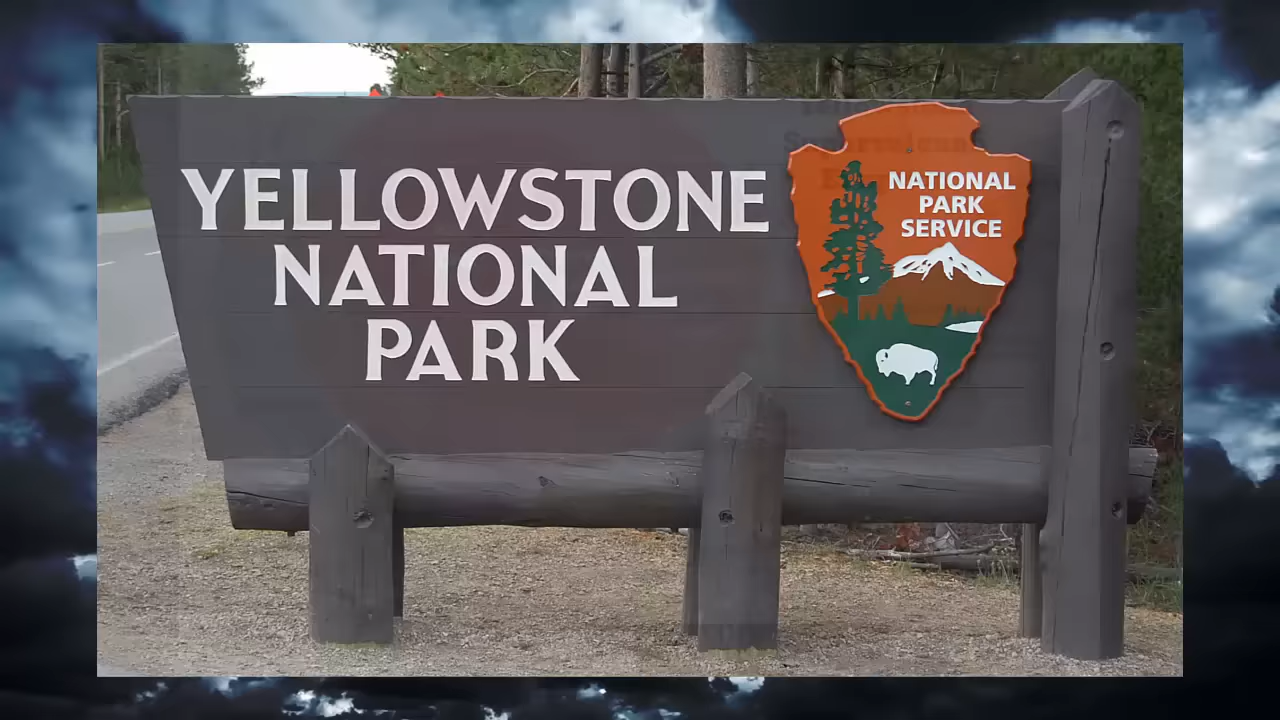 YELLOWSTONE
NATIONAL
PARK
NATIONAL
PARK
SERVICE